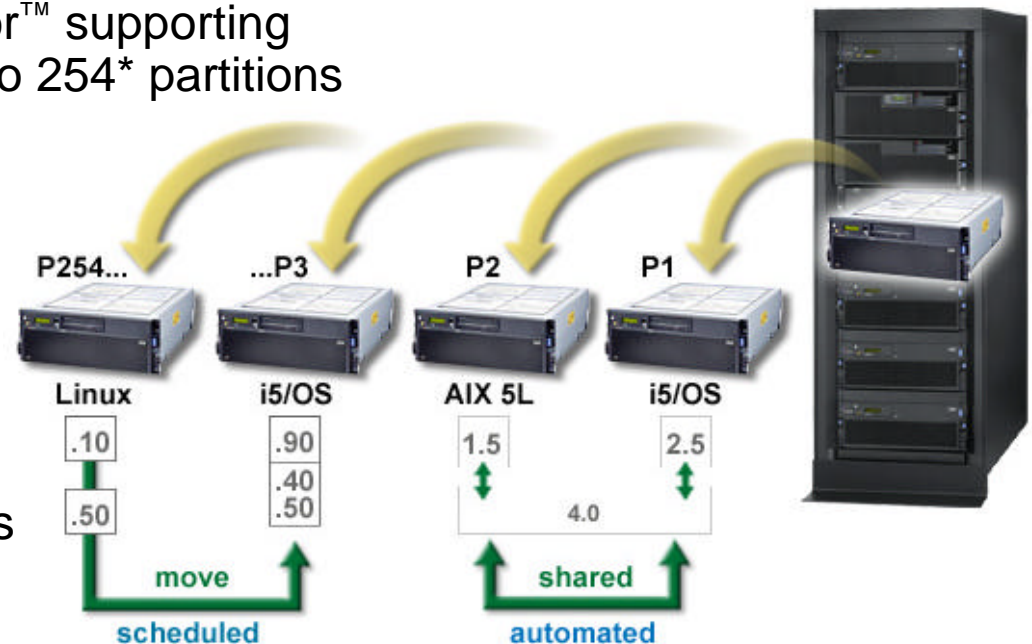 or™ supporting
o 254* partitions
P254... ...P3 P2 P1
Linux i5/OS AIX 5L i5/OS
.10 .90 1.5 2.5
.40
.50 .50 4.0
s
move shared
scheduled automated